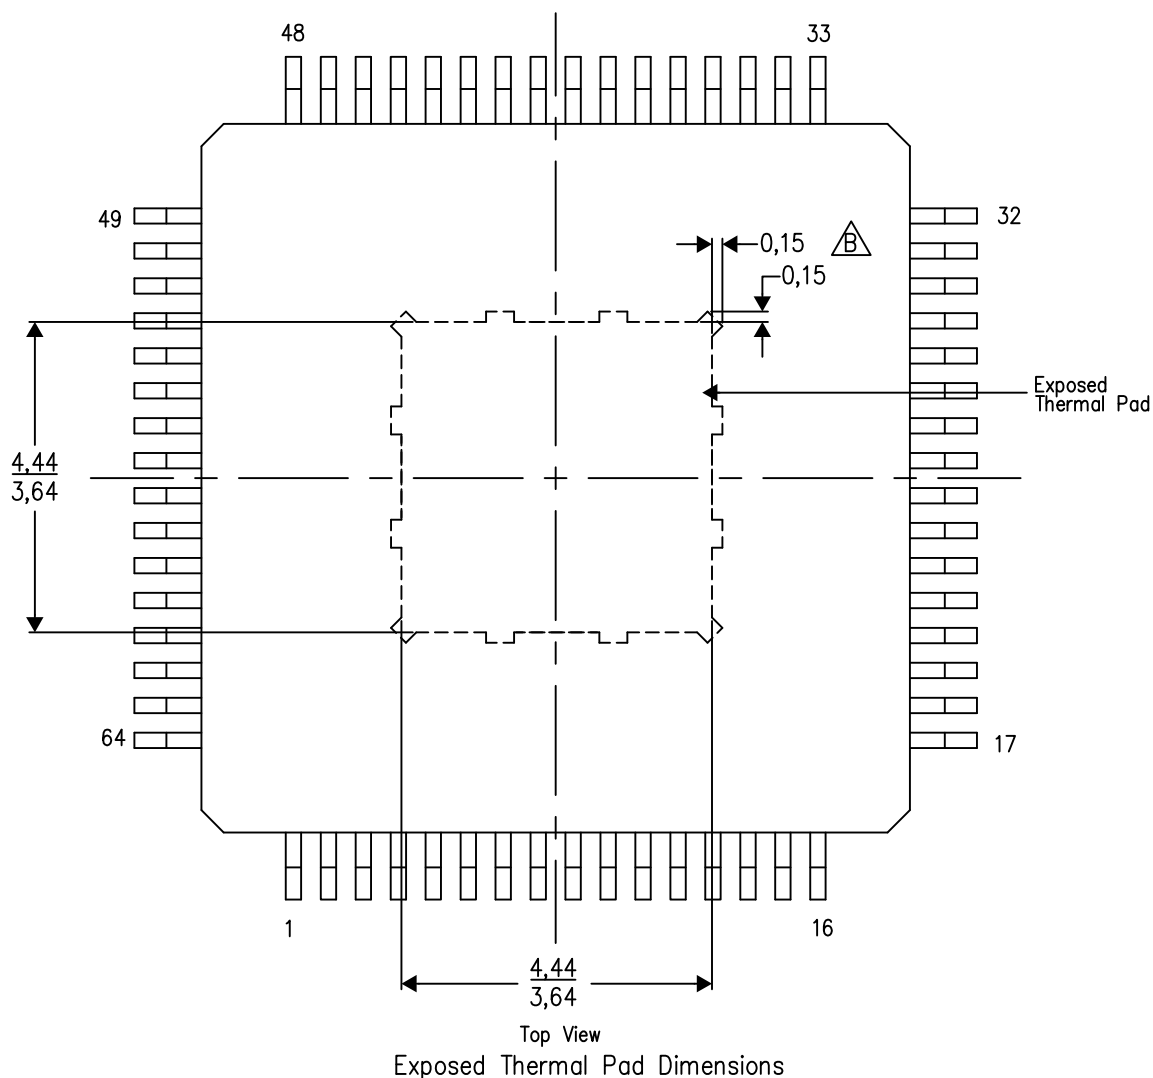 48
33
49
32
0,15
B
0,15
Exposed
Thermal Pad
4,44
3,64
64
17
1
16
4,44
3,64
Top View
Exposed Thermal Pad Dimensions